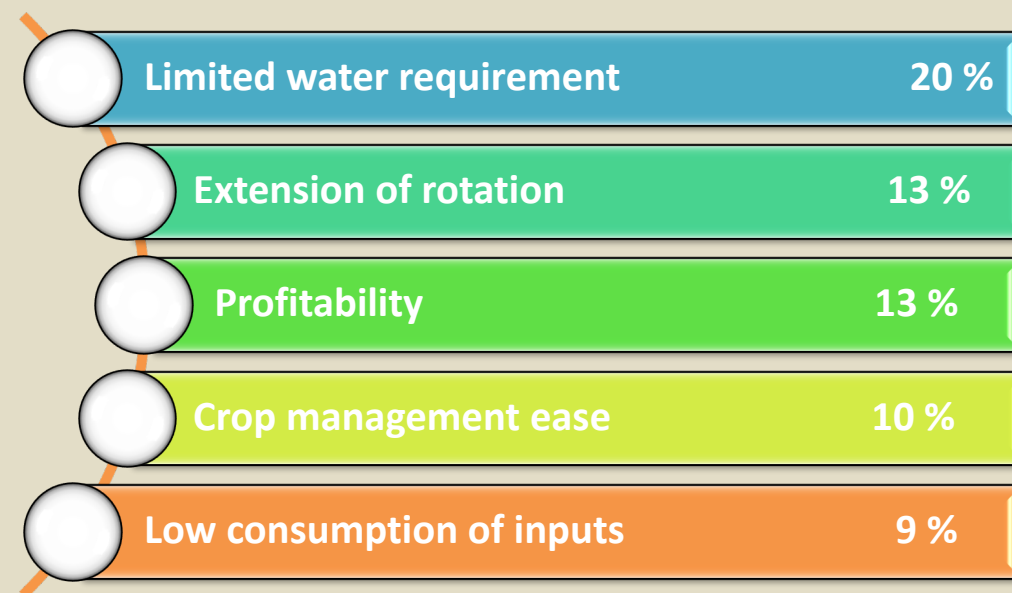 Limited water requirement 20 %
Extension of rotation 13 %
Profitability 13 %
Crop management ease 10 %
Low consumption of inputs 9 %